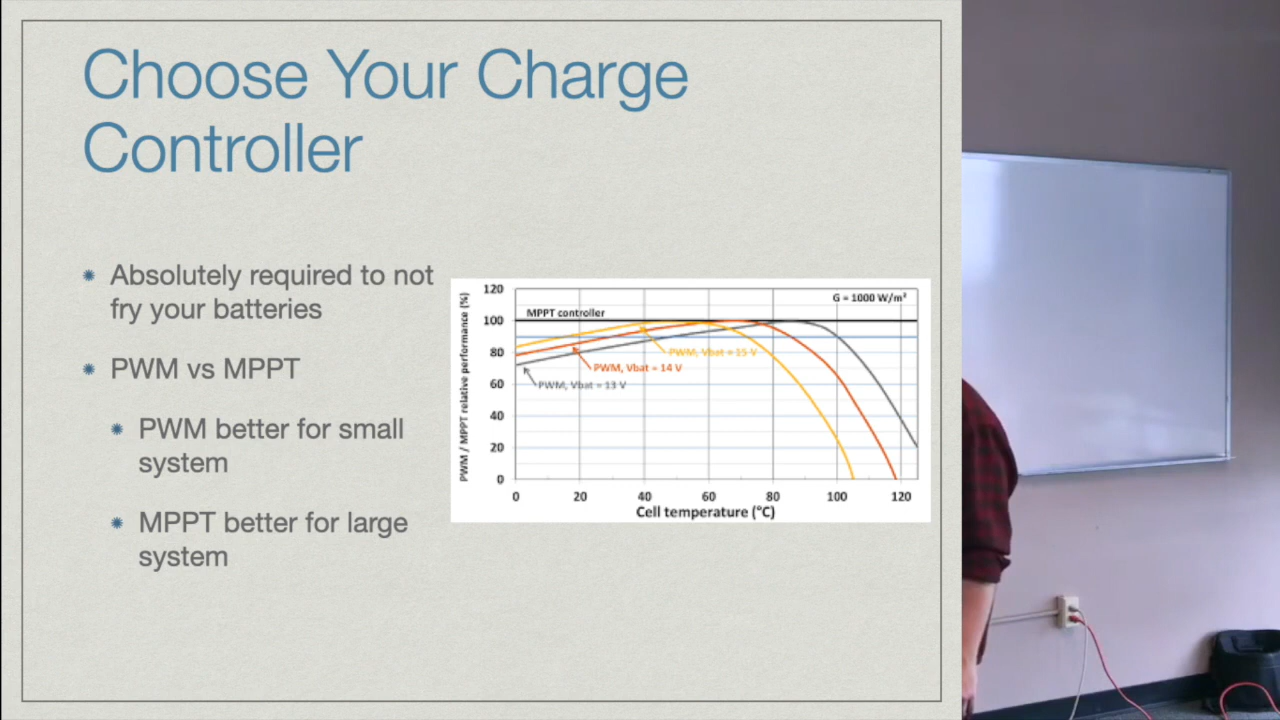 Choose Your Charge
Controller
Absolutely required to not
fry your batteries
PWM vs MPPT
PWM better for small
system
MPPT better for large
system
PWM / MPPT relative performance (%)
120
100
80
60
40
20
0
MPPT controller
G = 1000 W/m²
PWM, Vbat = 15 V
PWM, Vbat = 14 V
PWM, Vbat = 13 V
0 20 40 60 80 100 120
Cell temperature (°C)